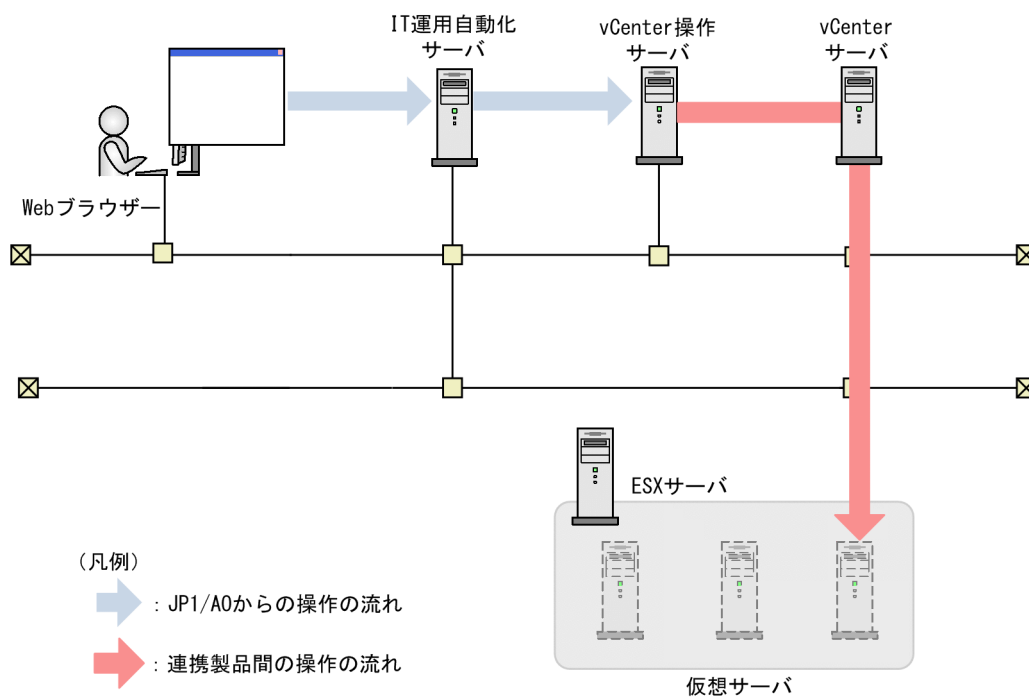 IT運用自動化
サーバ
vCenter操作
サーバ
vCenter
サーバ
Webブラウザー
ESXサーバ
仮想サーバ
(凡例)
: JP1/AOからの操作の流れ
: 連携製品間の操作の流れ